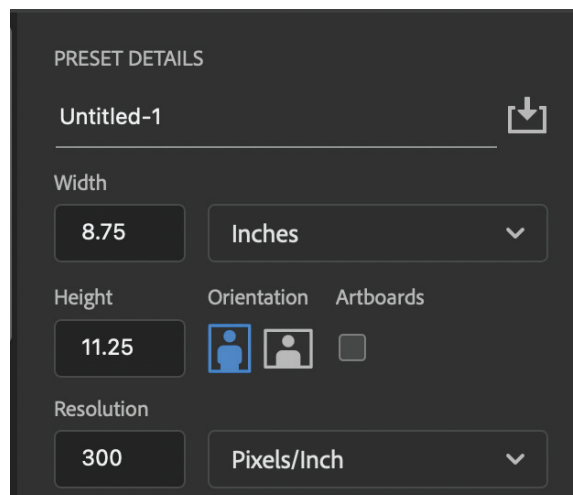 PRESET DETAILS
Untitled-1
Width
8.75 Inches
Height Orientation Artboards
11.25
Resolution
300 Pixels/Inch